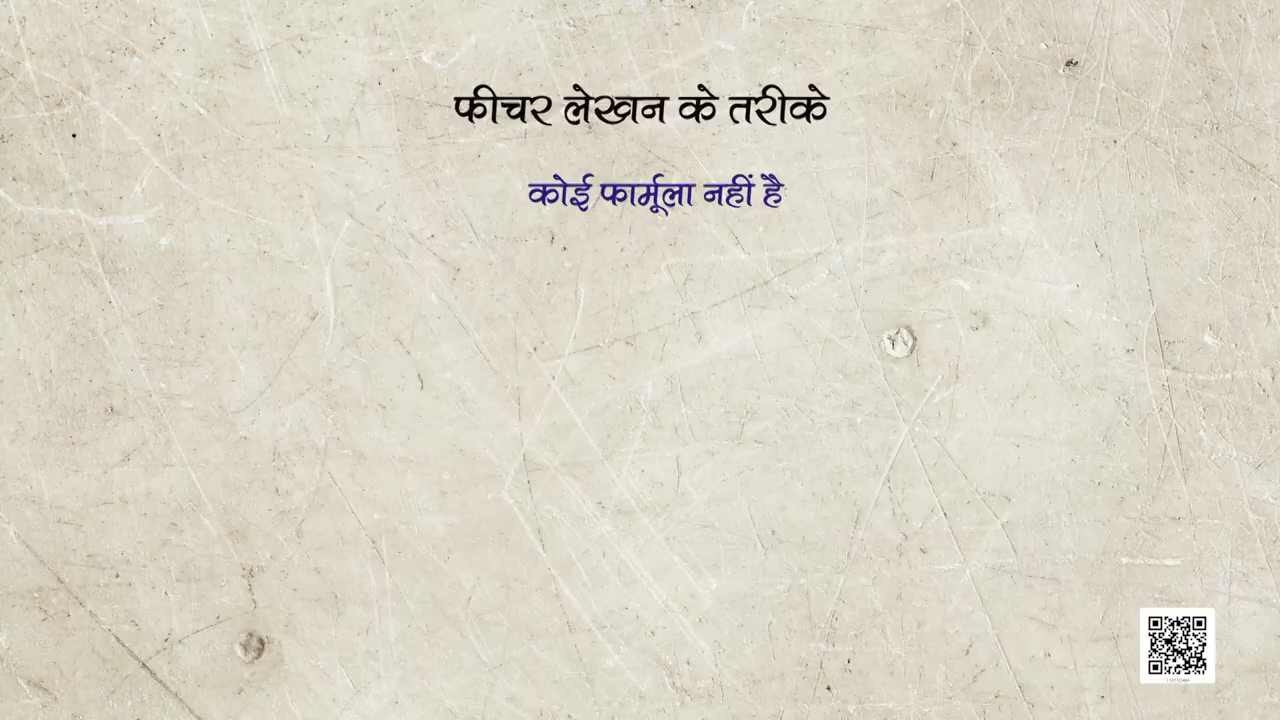 फीचर लेखन के तरीके
कोई फार्मूला नहीं है